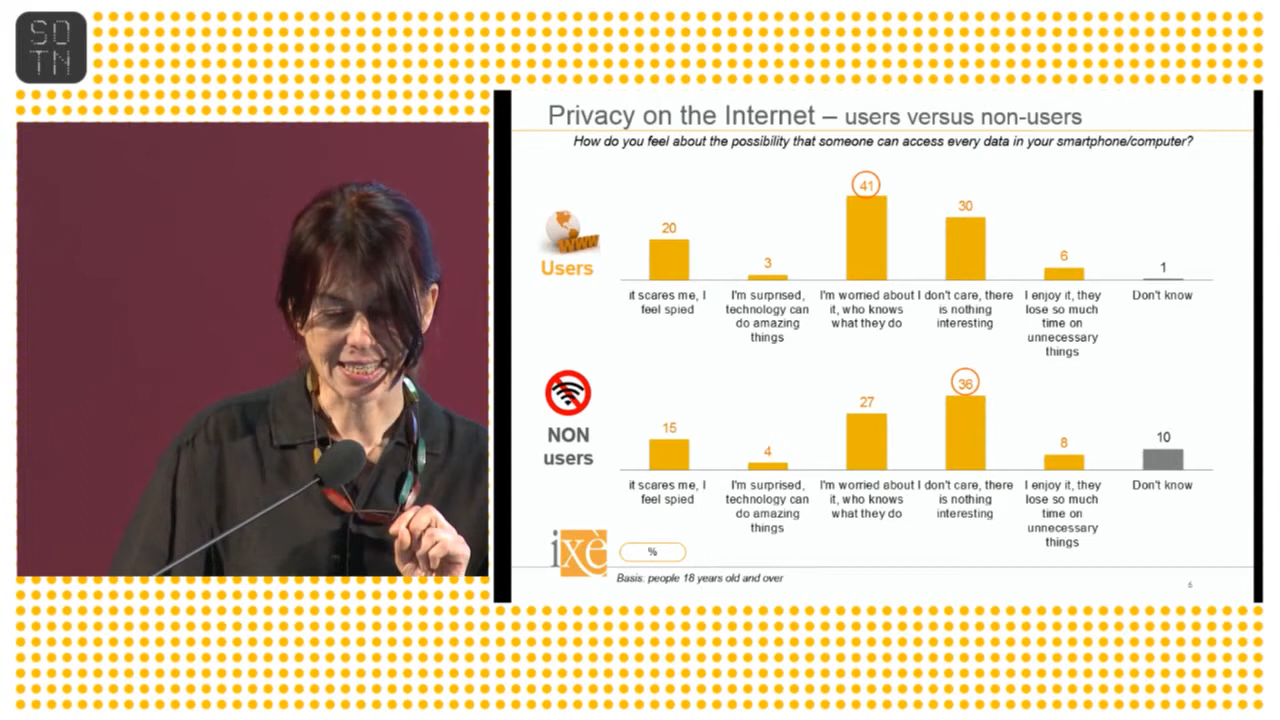 SO
TN
Privacy on the Internet – users versus non-users
How do you feel about the possibility that someone can access every data in your smartphone/computer?
41
30
20
6
3
1
www
Users
it scares me, I
feel spied
I'm surprised,
technology can
do amazing
things
I'm worried about
it, who knows
what they do
I don't care, there
is nothing
interesting
I enjoy it, they
lose so much
time on
unnecessary
things
Don't know
36
27
15
4
8
10
NON
users
it scares me, I
feel spied
I'm surprised,
technology can
do amazing
things
I'm worried about
it, who knows
what they do
I don't care, there
is nothing
interesting
I enjoy it, they
lose so much
time on
unnecessary
things
Don't know
ixè
%
Basis: people 18 years old and over
6